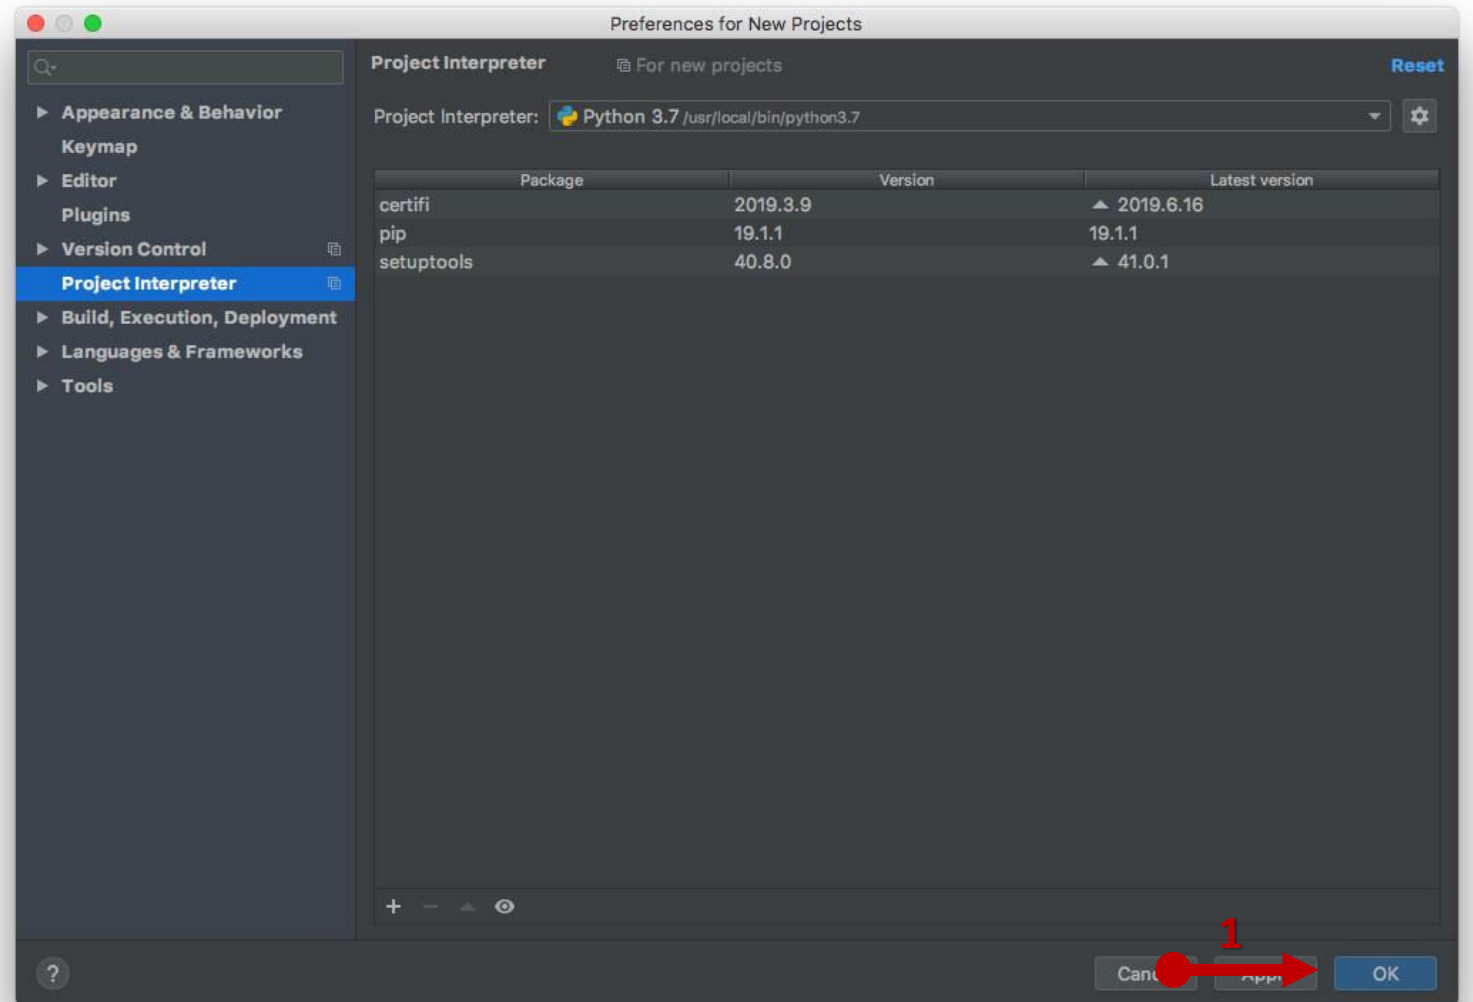 Preferences for New Projects
Project Interpreter For new projects Reset
Appearance & Behavior
Keymap
Editor
Plugins
Version Control
Project Interpreter
Build, Execution, Deployment
Languages & Frameworks
Tools
Project Interpreter: Python 3.7 /usr/local/bin/python3.7
Package Version Latest version
certifi 2019.3.9 2019.6.16
pip 19.1.1 19.1.1
setuptools 40.8.0 41.0.1
1
? OK